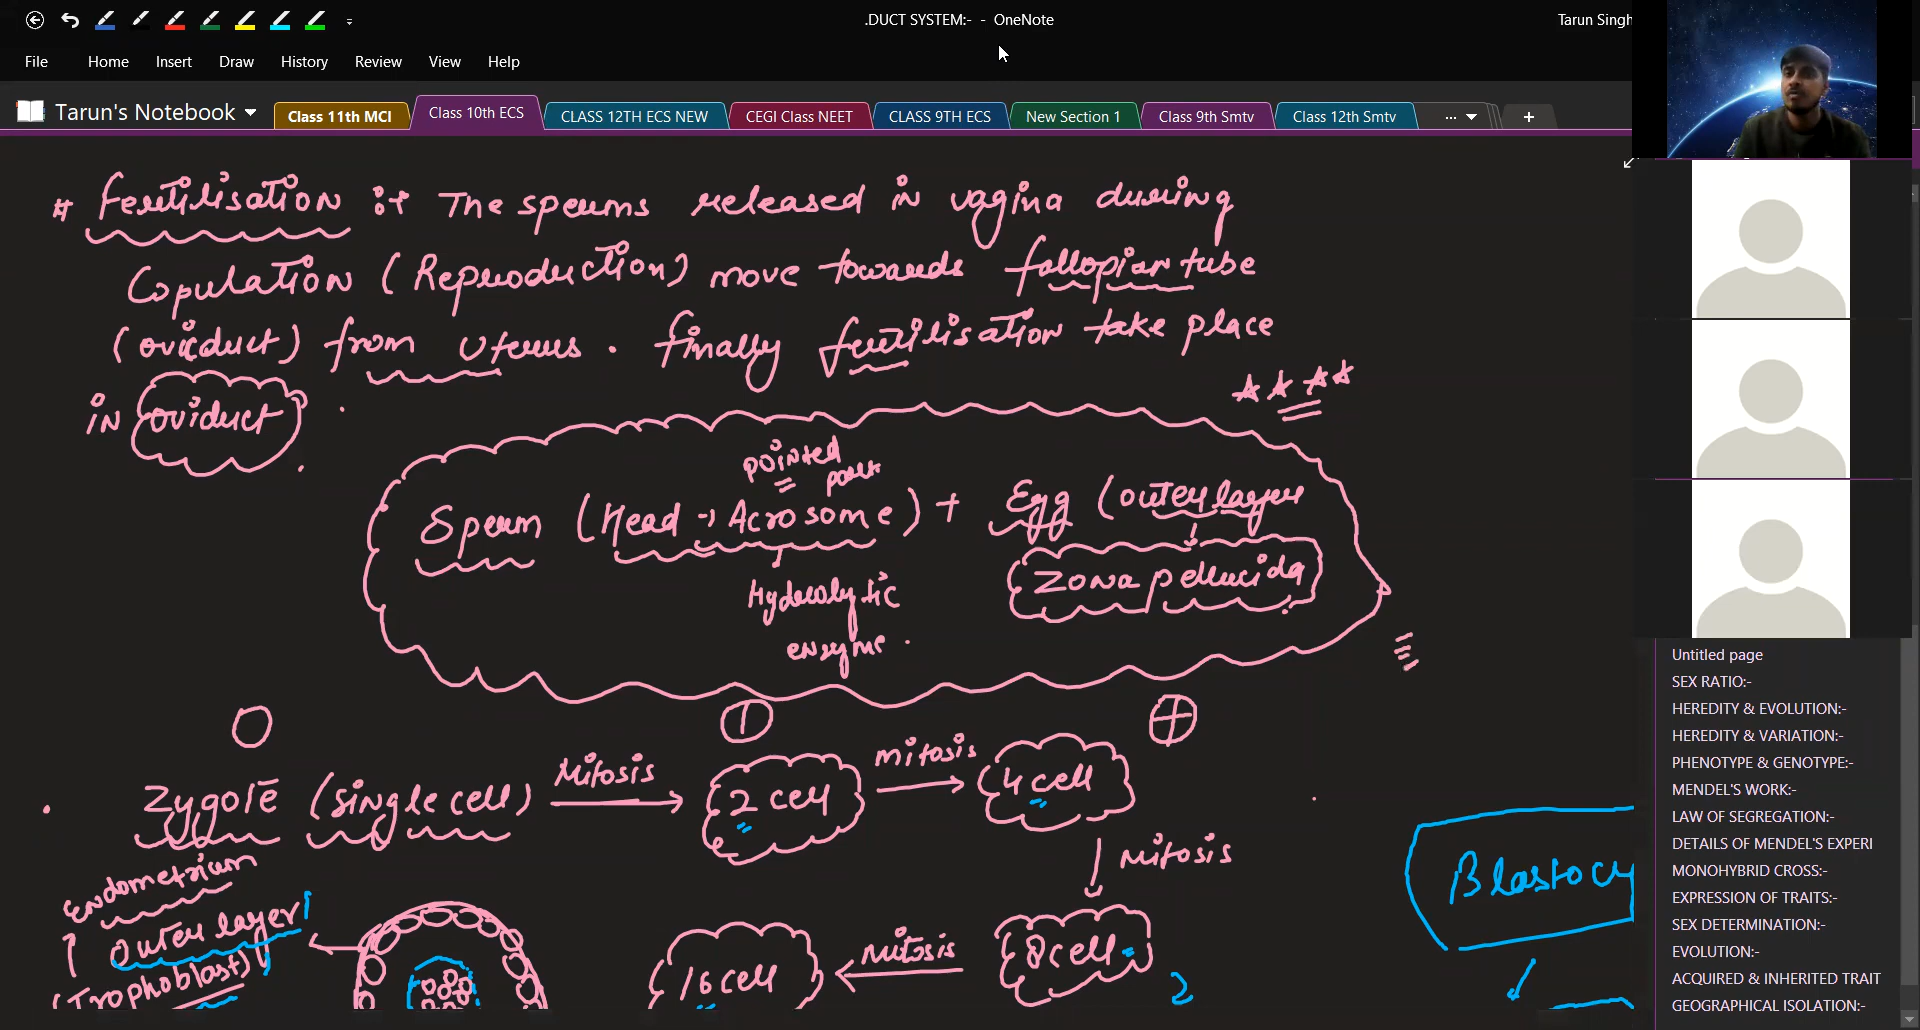 .DUCT SYSTEM:- - OneNote
Tarun Singh
File Home Insert Draw History Review View Help
Tarun's Notebook
Class 11th MCI
Class 10th ECS
CLASS 12TH ECS NEW
CEGI Class NEET
CLASS 9TH ECS
New Section 1
Class 9th Smtv
Class 12th Smtv
...
+
# Fertilisation :→ The sperms released in vagina during
Copulation (Reproduction) move towards fallopian tube
(oviduct) from Uterus. finally fertilisation take place
in oviduct.
pointed
part
Sperm (Head → Acrosome) + Egg (outer layer
Zona pellucida
Hydrolytic
enzyme.
Zygote (single cell)
Mitosis
2 cell
mitosis
4 cell
Mitosis
8 cell
Mitosis
16 cell
2
Endometrium
Outer layer
(Trophoblast)
Blastocy
Untitled page
SEX RATIO:-
HEREDITY & EVOLUTION:-
HEREDITY & VARIATION:-
PHENOTYPE & GENOTYPE:-
MENDEL'S WORK:-
LAW OF SEGREGATION:-
DETAILS OF MENDEL'S EXPERI
MONOHYBRID CROSS:-
EXPRESSION OF TRAITS:-
SEX DETERMINATION:-
EVOLUTION:-
ACQUIRED & INHERITED TRAIT
GEOGRAPHICAL ISOLATION:-